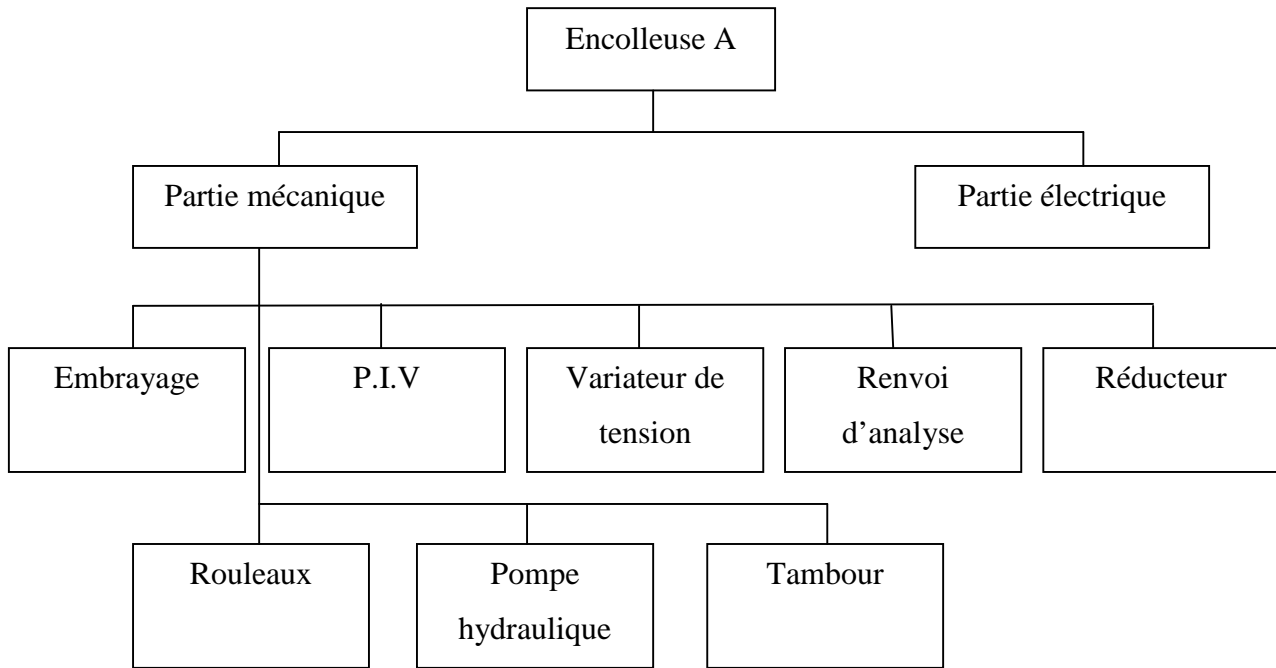 Encolleuse A
Partie mécanique
Partie électrique
Embrayage
P.I.V
Variateur de
tension
Renvoi
d’analyse
Réducteur
Rouleaux
Pompe
hydraulique
Tambour